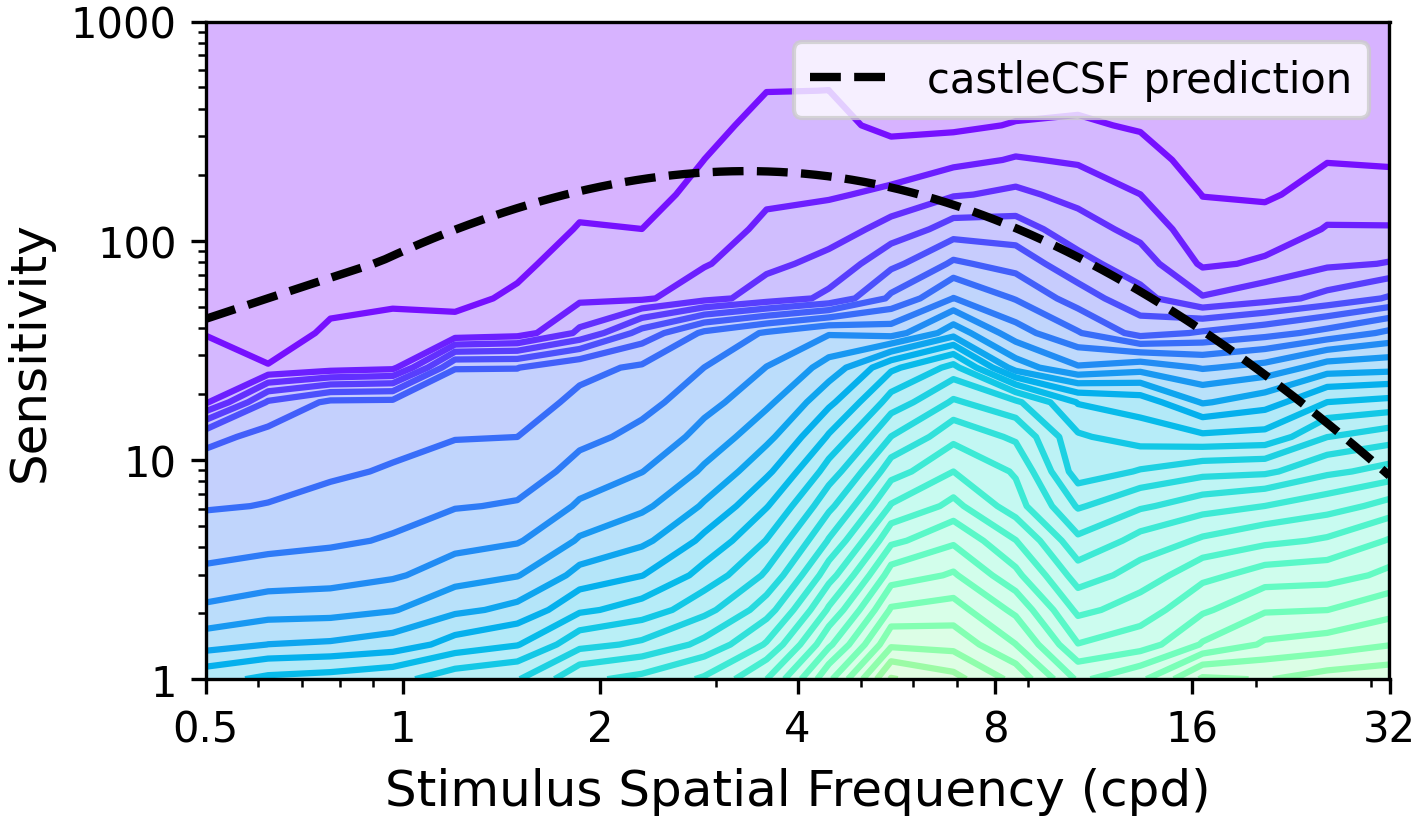 1000
100
10
1
Sensitivity
castleCSF prediction
0.5 1 2 4 8 16 32
Stimulus Spatial Frequency (cpd)